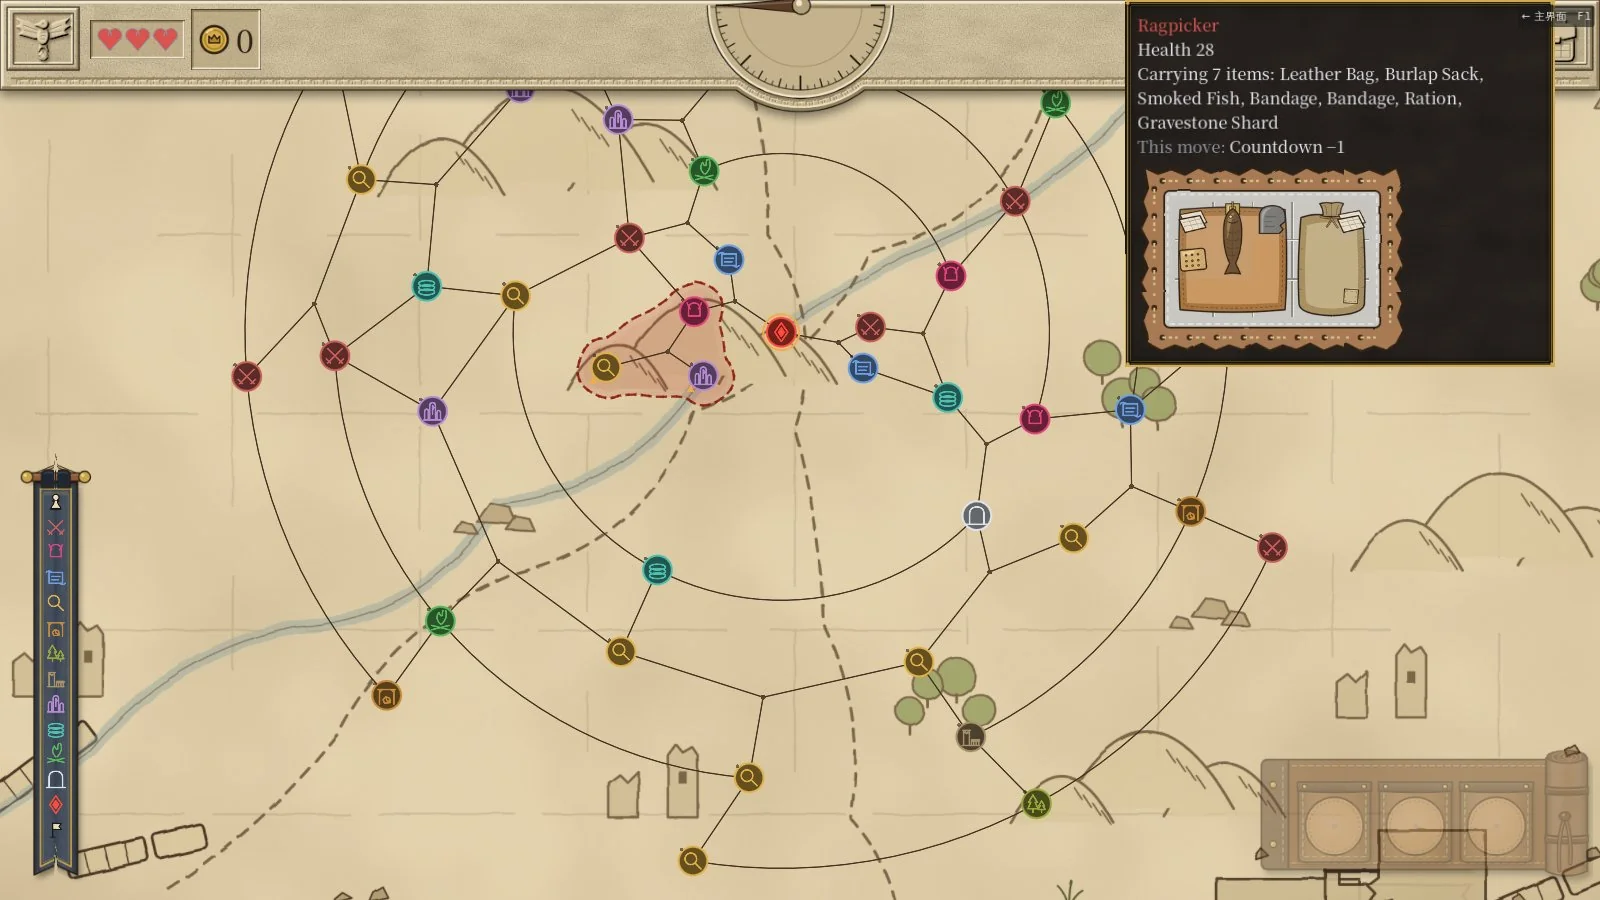 0
← 主界面 F1
Ragpicker
Health 28
Carrying 7 items: Leather Bag, Burlap Sack,
Smoked Fish, Bandage, Bandage, Ration,
Gravestone Shard
This move: Countdown −1